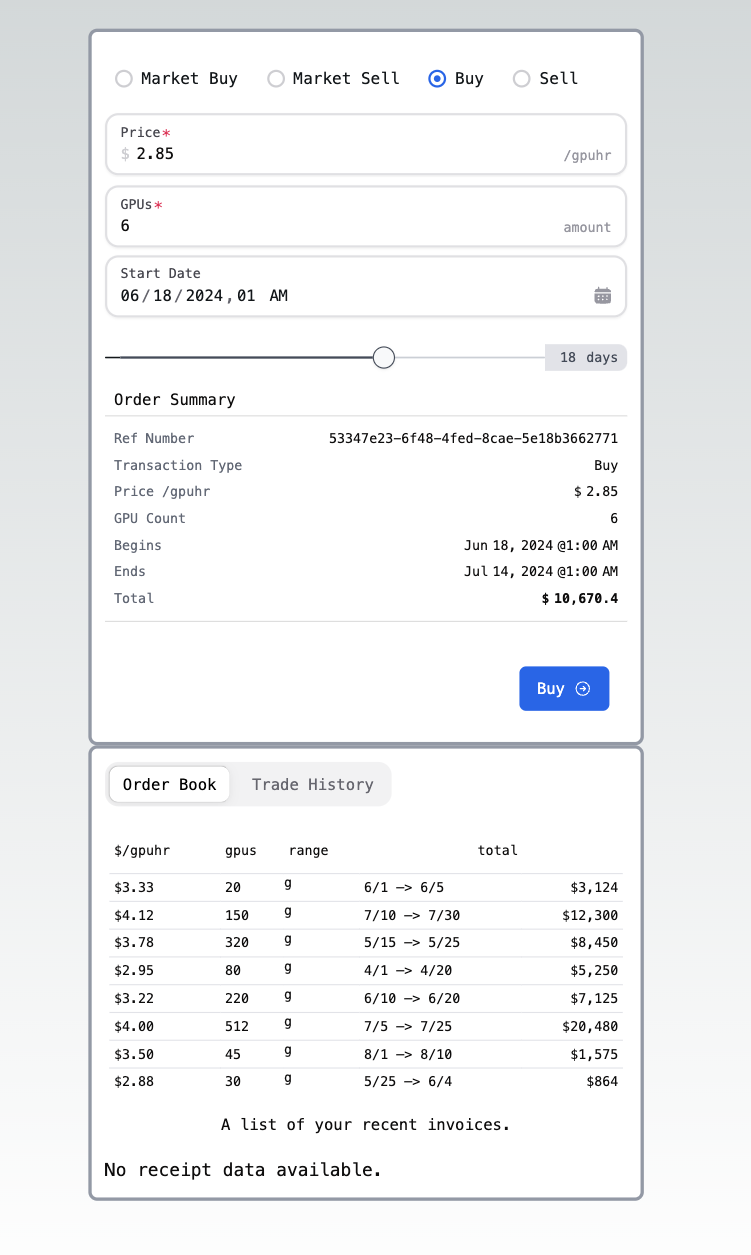 Market Buy Market Sell Buy Sell
Price*
$ 2.85 /gpuhr
GPUs*
6 amount
Start Date
06/18/2024,01 AM
18 days
Order Summary
Ref Number 53347e23-6f48-4fed-8cae-5e18b3662771
Transaction Type Buy
Price /gpuhr $ 2.85
GPU Count 6
Begins Jun 18, 2024 @1:00 AM
Ends Jul 14, 2024 @1:00 AM
Total $ 10,670.4
Buy
Order Book Trade History
$/gpuhr gpus range total
$3.33 20 g 6/1 —> 6/5 $3,124
$4.12 150 g 7/10 —> 7/30 $12,300
$3.78 320 g 5/15 —> 5/25 $8,450
$2.95 80 g 4/1 —> 4/20 $5,250
$3.22 220 g 6/10 —> 6/20 $7,125
$4.00 512 g 7/5 —> 7/25 $20,480
$3.50 45 g 8/1 —> 8/10 $1,575
$2.88 30 g 5/25 —> 6/4 $864
A list of your recent invoices.
No receipt data available.